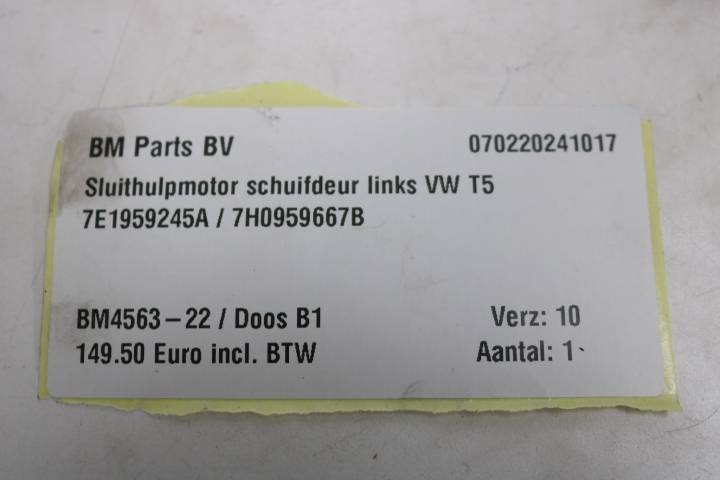 BM Parts BV 070220241017
Sluithulpmotor schuifdeur links VW T5
7E1959245A / 7H0959667B
BM4563-22 / Doos B1 Verz: 10
149.50 Euro incl. BTW Aantal: 1